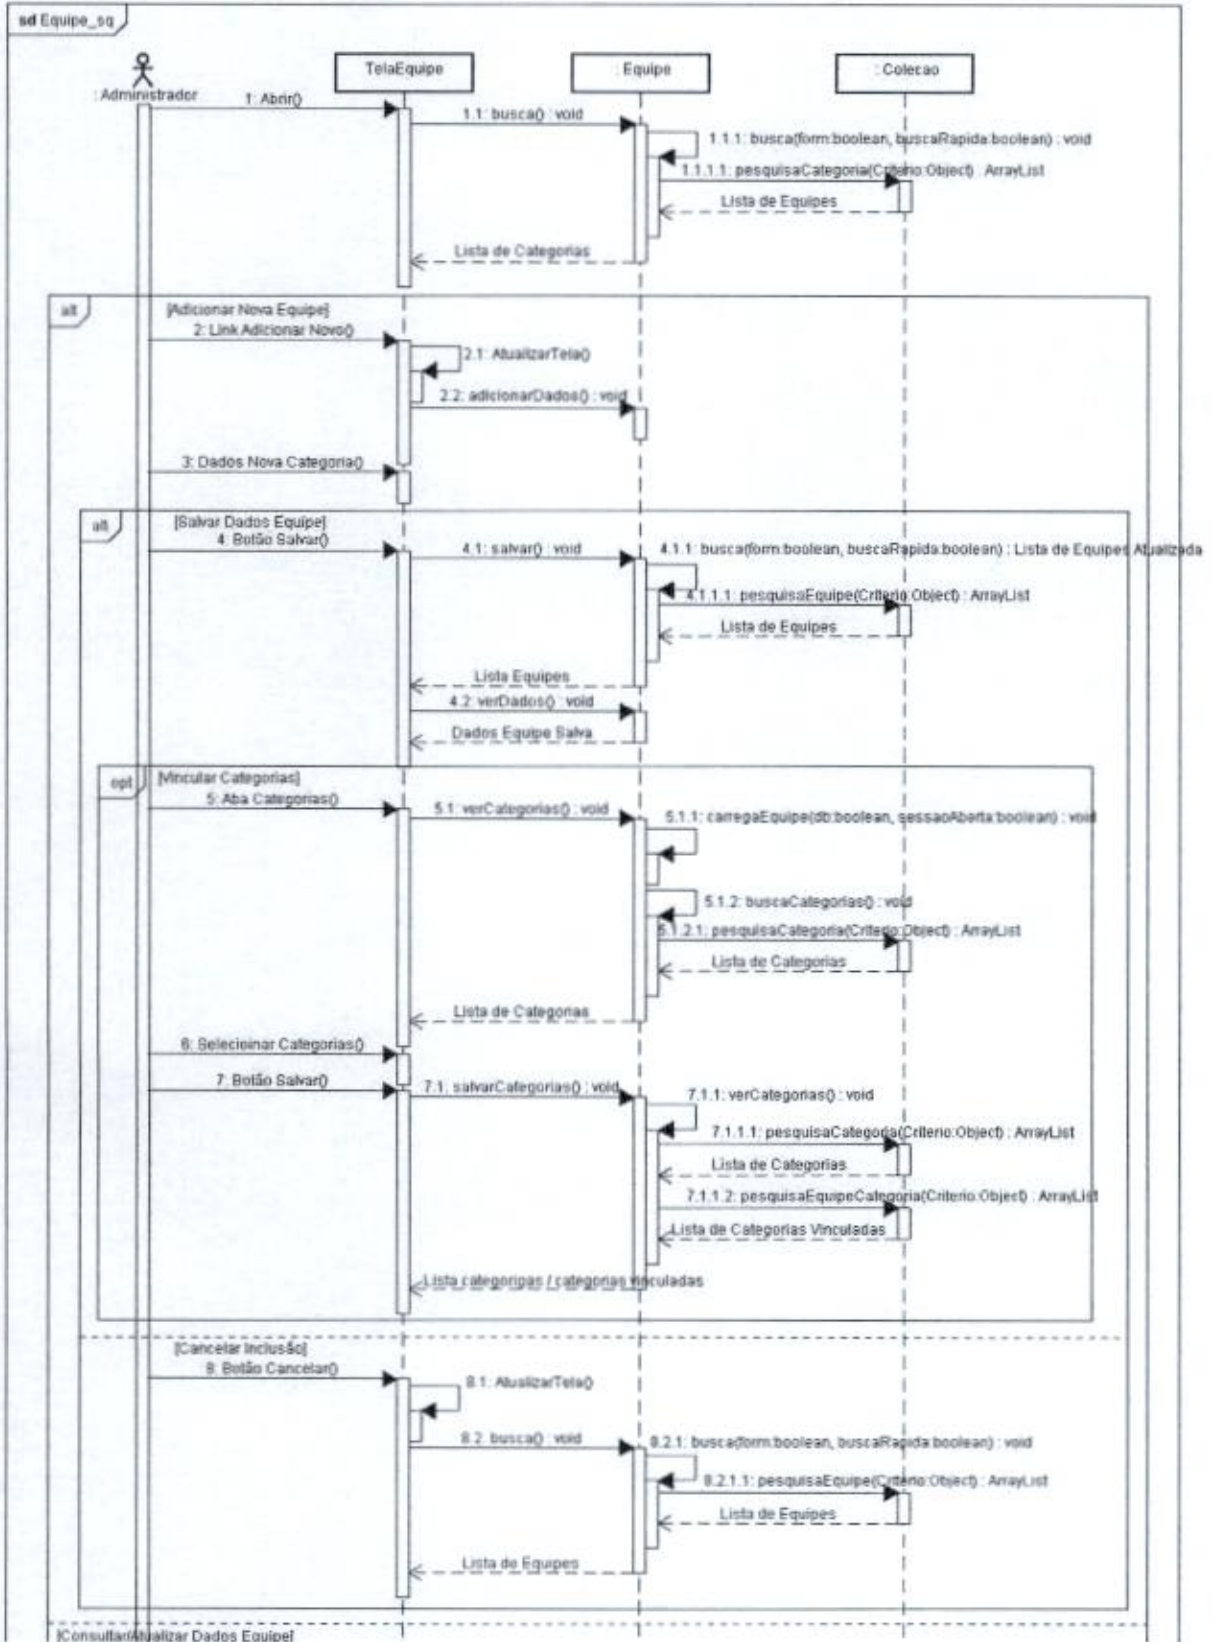 sd Equipe_sq
TelaEquipe
: Equipe
: Colecao
: Administrador
1: Abrir()
1.1: busca() : void
1.1.1: busca(form:boolean, buscaRapida:boolean) : void
1.1.1.1: pesquisaCategoria(Criterio:Object) : ArrayList
Lista de Equipes
Lista de Categorias
alt
[Adicionar Nova Equipe]
2: Link Adicionar Novo()
2.1: AtualizarTela()
2.2: adicionarDados() : void
3: Dados Nova Categoria()
alt
[Salvar Dados Equipe]
4: Botão Salvar()
4.1: salvar() : void
4.1.1: busca(form:boolean, buscaRapida:boolean) : Lista de Equipes Atualizada
4.1.1.1: pesquisaEquipe(Criterio:Object) : ArrayList
Lista de Equipes
Lista Equipes
4.2: verDados() : void
Dados Equipe Salva
opt
[Vincular Categorias]
5: Aba Categorias()
5.1: verCategorias() : void
5.1.1: carregaEquipe(db:boolean, sessaoAberta:boolean) : void
5.1.2: buscaCategorias() : void
5.1.2.1: pesquisaCategoria(Criterio:Object) : ArrayList
Lista de Categorias
Lista de Categorias
6: Selecioinar Categorias()
7: Botão Salvar()
7.1: salvarCategorias() : void
7.1.1: verCategorias() : void
7.1.1.1: pesquisaCategoria(Criterio:Object) : ArrayList
Lista de Categorias
7.1.1.2: pesquisaEquipeCategoria(Criterio:Object) : ArrayList
Lista de Categorias Vinculadas
Lista categorigas / categorias vinculadas
[Cancelar Inclusão]
8: Botão Cancelar()
8.1: AtualizarTela()
8.2: busca() : void
8.2.1: busca(form:boolean, buscaRapida:boolean) : void
8.2.1.1: pesquisaEquipe(Criterio:Object) : ArrayList
Lista de Equipes
Lista de Equipes
[Consultar/Atualizar Dados Equipe]